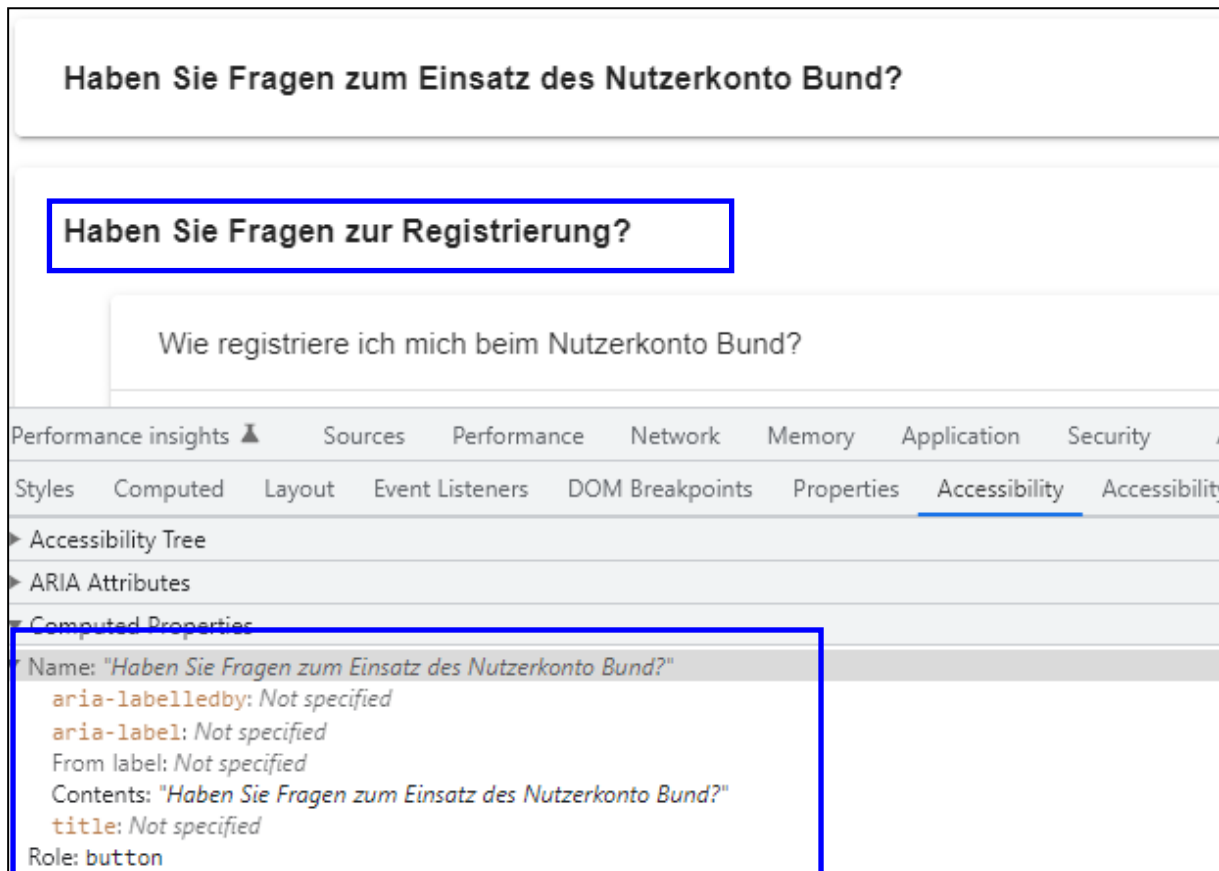 Haben Sie Fragen zum Einsatz des Nutzerkonto Bund?
Haben Sie Fragen zur Registrierung?
Wie registriere ich mich beim Nutzerkonto Bund?
Performance insights Sources Performance Network Memory Application Security
Styles Computed Layout Event Listeners DOM Breakpoints Properties Accessibility Accessibility
Accessibility Tree
ARIA Attributes
Computed Properties
Name: "Haben Sie Fragen zum Einsatz des Nutzerkonto Bund?"
aria-labelledby: Not specified
aria-label: Not specified
From label: Not specified
Contents: "Haben Sie Fragen zum Einsatz des Nutzerkonto Bund?"
title: Not specified
Role: button